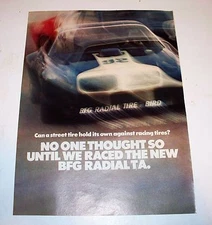 BFG RADIAL TIRE BIRD
Can a street tire hold its own against racing tires?
NO ONE THOUGHT SO
UNTIL WE RACED THE NEW
BFG RADIAL TA.